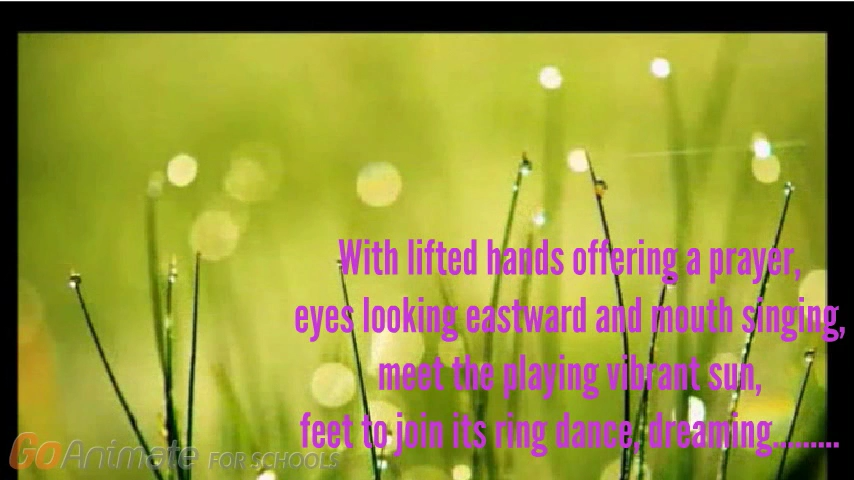 With lifted hands offering a prayer,
eyes looking eastward and mouth singing,
meet the playing vibrant sun,
feet to join its ring dance, dreaming.........
GoAnimate FOR SCHOOLS